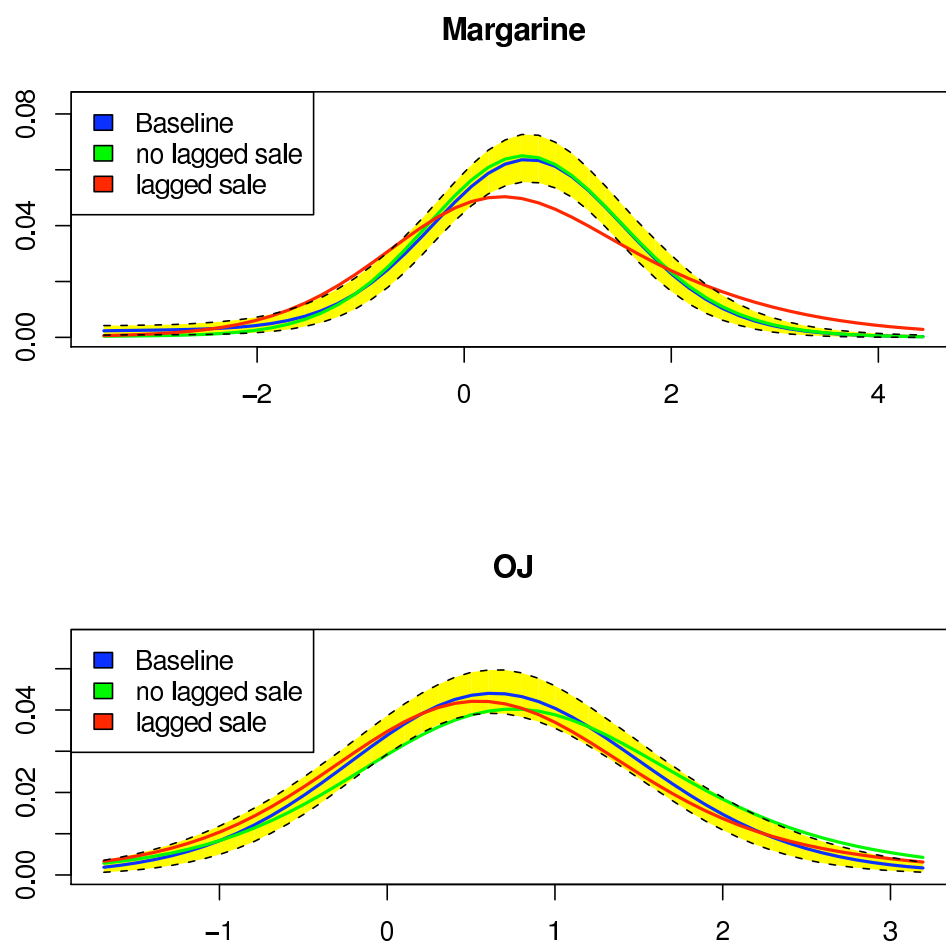 Margarine
0.08
0.04
0.00
Baseline
no lagged sale
lagged sale
−2 0 2 4
OJ
0.04
0.02
0.00
Baseline
no lagged sale
lagged sale
−1 0 1 2 3